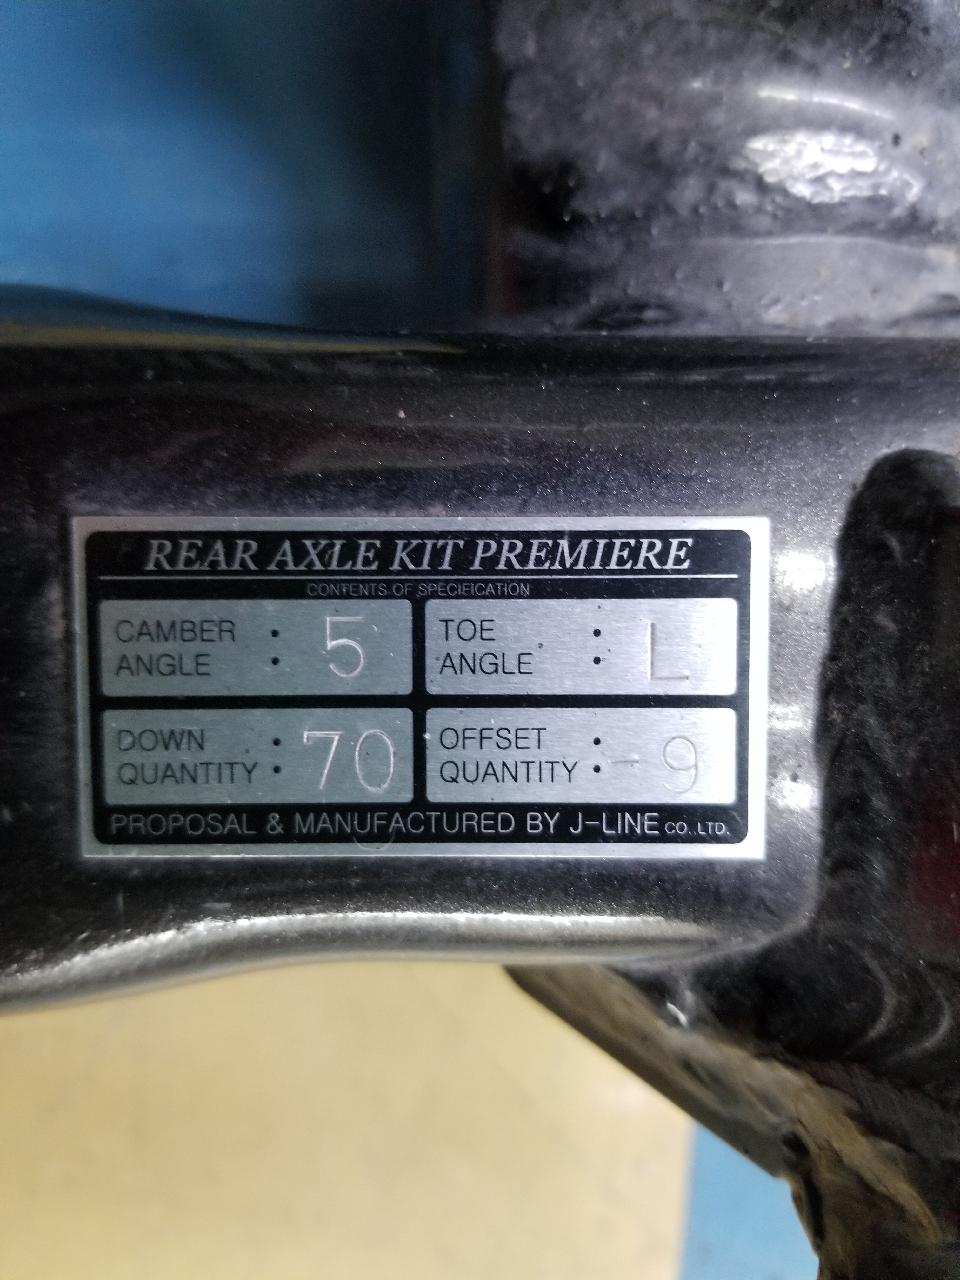 REAR AXLE KIT PREMIERE
CONTENTS OF SPECIFICATION
CAMBER ANGLE : 5
TOE ANGLE : L
DOWN QUANTITY : 70
OFFSET QUANTITY : -9
PROPOSAL & MANUFACTURED BY J-LINE CO.,LTD.